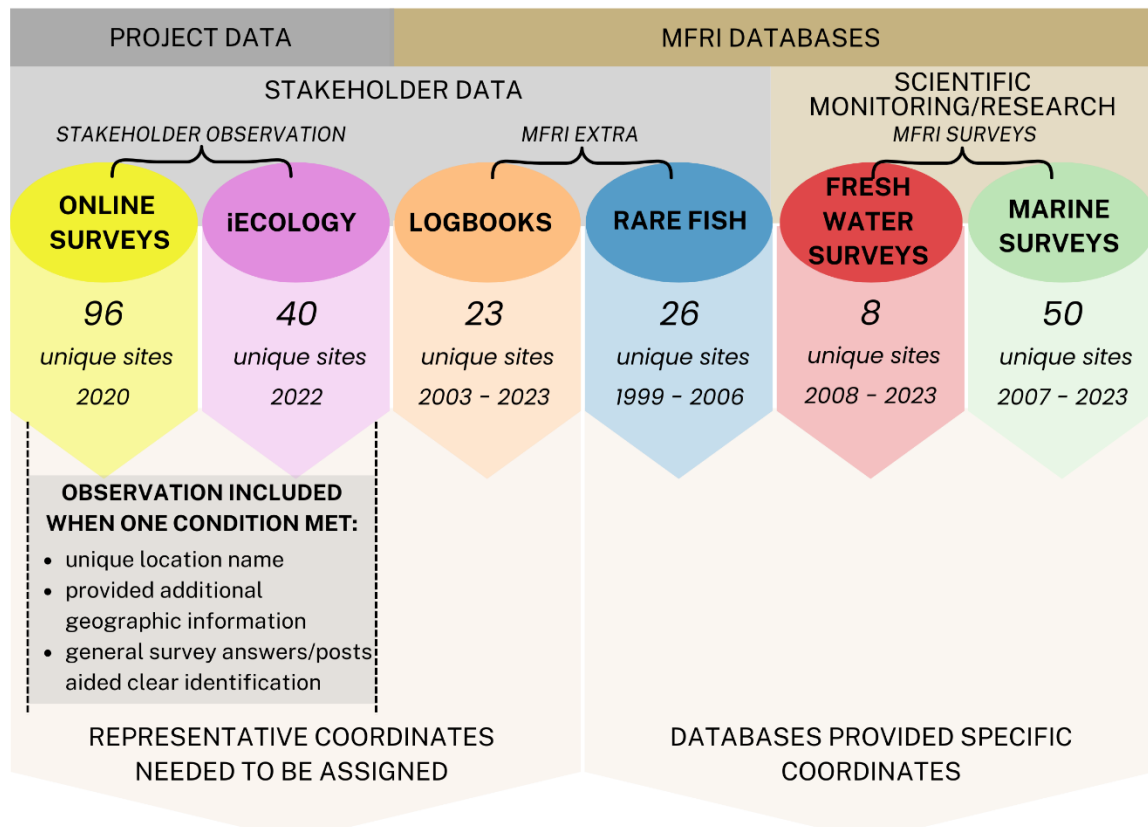 PROJECT DATA
MFRI DATABASES
STAKEHOLDER DATA
SCIENTIFIC
MONITORING/RESEARCH
STAKEHOLDER OBSERVATION
MFRI EXTRA
MFRI SURVEYS
ONLINE
SURVEYS
iECOLOGY
LOGBOOKS
RARE FISH
FRESH
WATER
SURVEYS
MARINE
SURVEYS
96
unique sites
2020
40
unique sites
2022
23
unique sites
2003 - 2023
26
unique sites
1999 - 2006
8
unique sites
2008 - 2023
50
unique sites
2007 - 2023
OBSERVATION INCLUDED
WHEN ONE CONDITION MET:
• unique location name
• provided additional
geographic information
• general survey answers/posts
aided clear identification
REPRESENTATIVE COORDINATES
NEEDED TO BE ASSIGNED
DATABASES PROVIDED SPECIFIC
COORDINATES